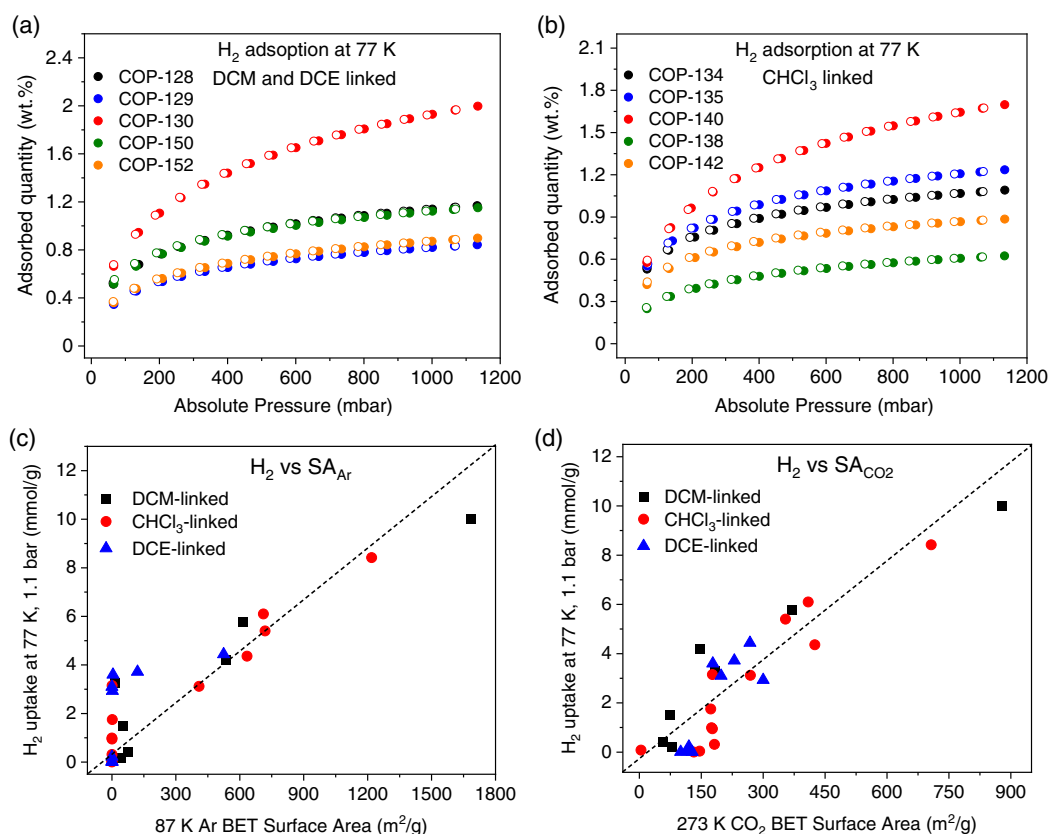 (a)
H2 adsoption at 77 K
DCM and DCE linked
COP-128
COP-129
COP-130
COP-150
COP-152
Adsorbed quantity (wt.%)
2
1.6
1.2
0.8
0.4
0
0 200 400 600 800 1000 1200
Absolute Pressure (mbar)
(b)
H2 adsorption at 77 K
CHCl3 linked
COP-134
COP-135
COP-140
COP-138
COP-142
Adsorbed quantity (wt.%)
2.1
1.8
1.5
1.2
0.9
0.6
0.3
0
0 200 400 600 800 1000 1200
Absolute Pressure (mbar)
(c)
H2 vs SAAr
DCM-linked
CHCl3-linked
DCE-linked
H2 uptake at 77 K, 1.1 bar (mmol/g)
12
10
8
6
4
2
0
0 300 600 900 1200 1500 1800
87 K Ar BET Surface Area (m2/g)
(d)
H2 vs SACO2
DCM-linked
CHCl3-linked
DCE-linked
H2 uptake at 77 K, 1.1 bar (mmol/g)
12
10
8
6
4
2
0
0 150 300 450 600 750 900
273 K CO2 BET Surface Area (m2/g)